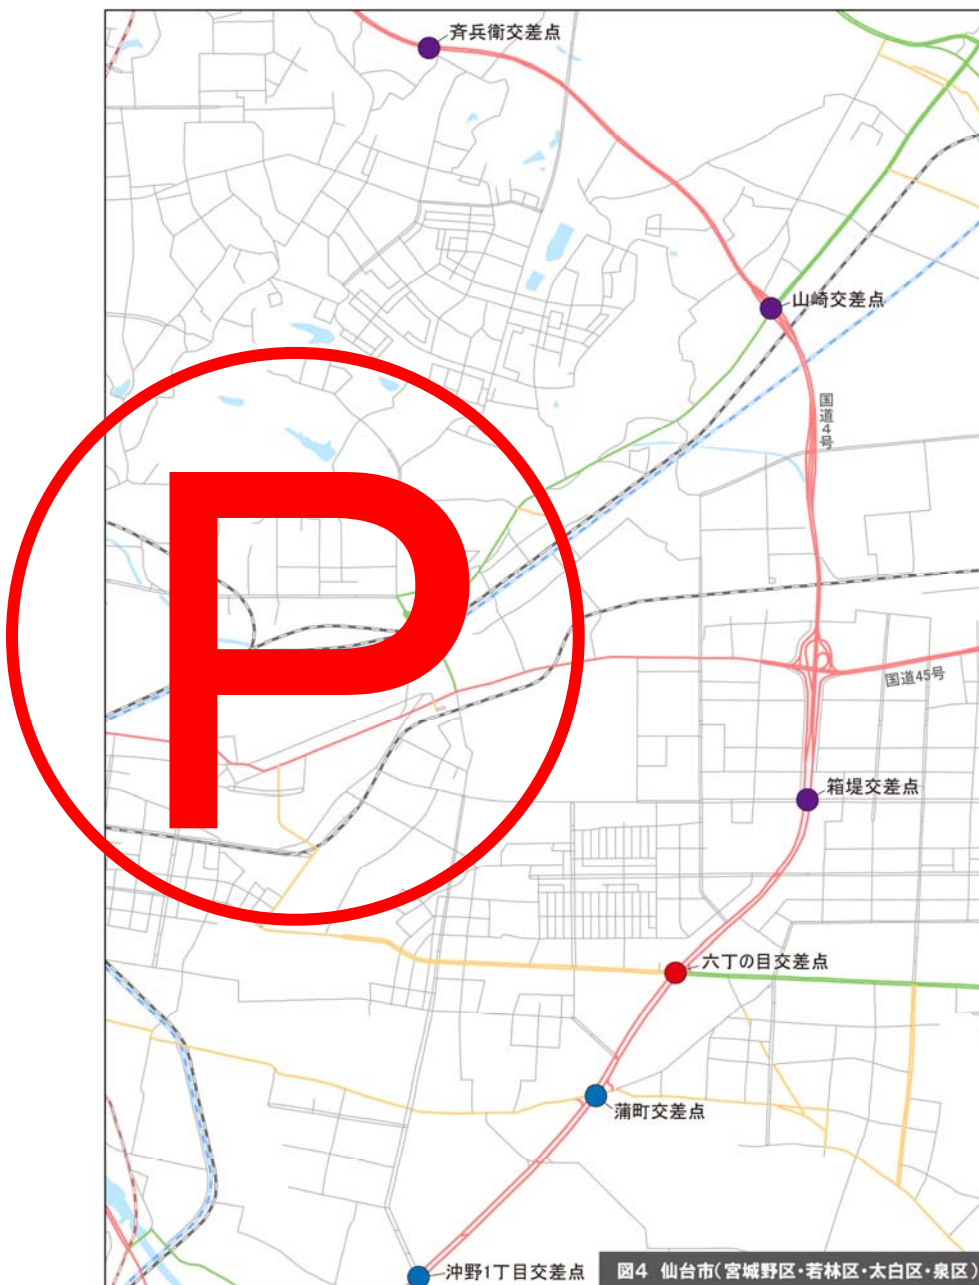 斉兵衛交差点
山崎交差点
国道4号
P
国道45号
箱堤交差点
六丁の目交差点
蒲町交差点
沖野1丁目交差点
図4 仙台市(宮城野区・若林区・太白区・泉区)